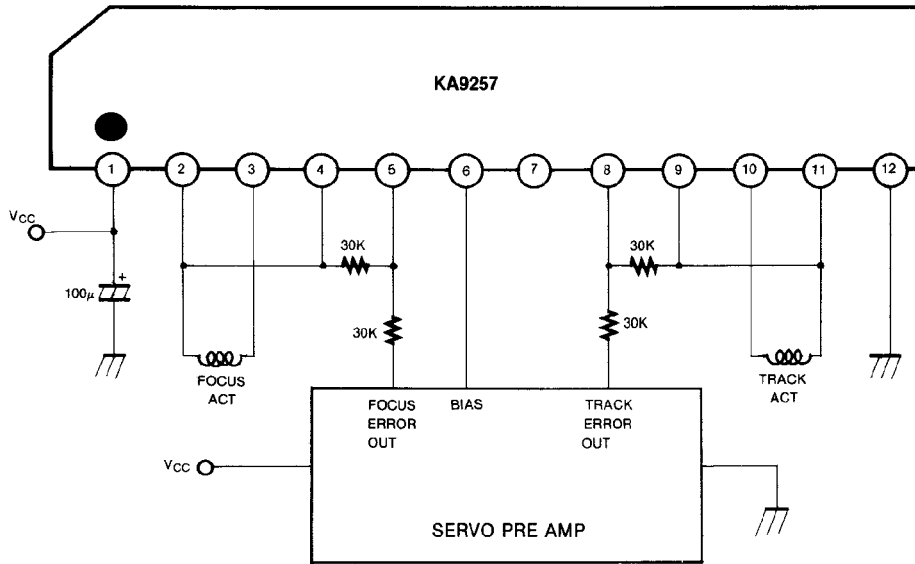 KA9257
1 2 3 4 5 6 7 8 9 10 11 12
VCC
30K
30K
100μ
+
30K
30K
FOCUS
ACT
TRACK
ACT
FOCUS
ERROR
OUT
BIAS
TRACK
ERROR
OUT
VCC
SERVO PRE AMP